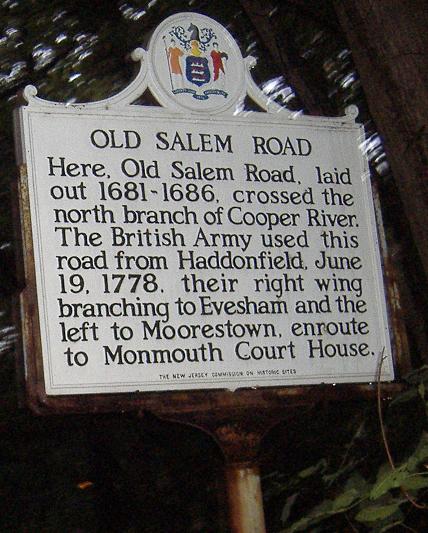 OLD SALEM ROAD
Here, Old Salem Road, laid
out 1681-1686, crossed the
north branch of Cooper River.
The British Army used this
road from Haddonfield, June
19, 1778, their right wing
branching to Evesham and the
left to Moorestown, enroute
to Monmouth Court House.
THE NEW JERSEY COMMISSION ON HISTORIC SITES